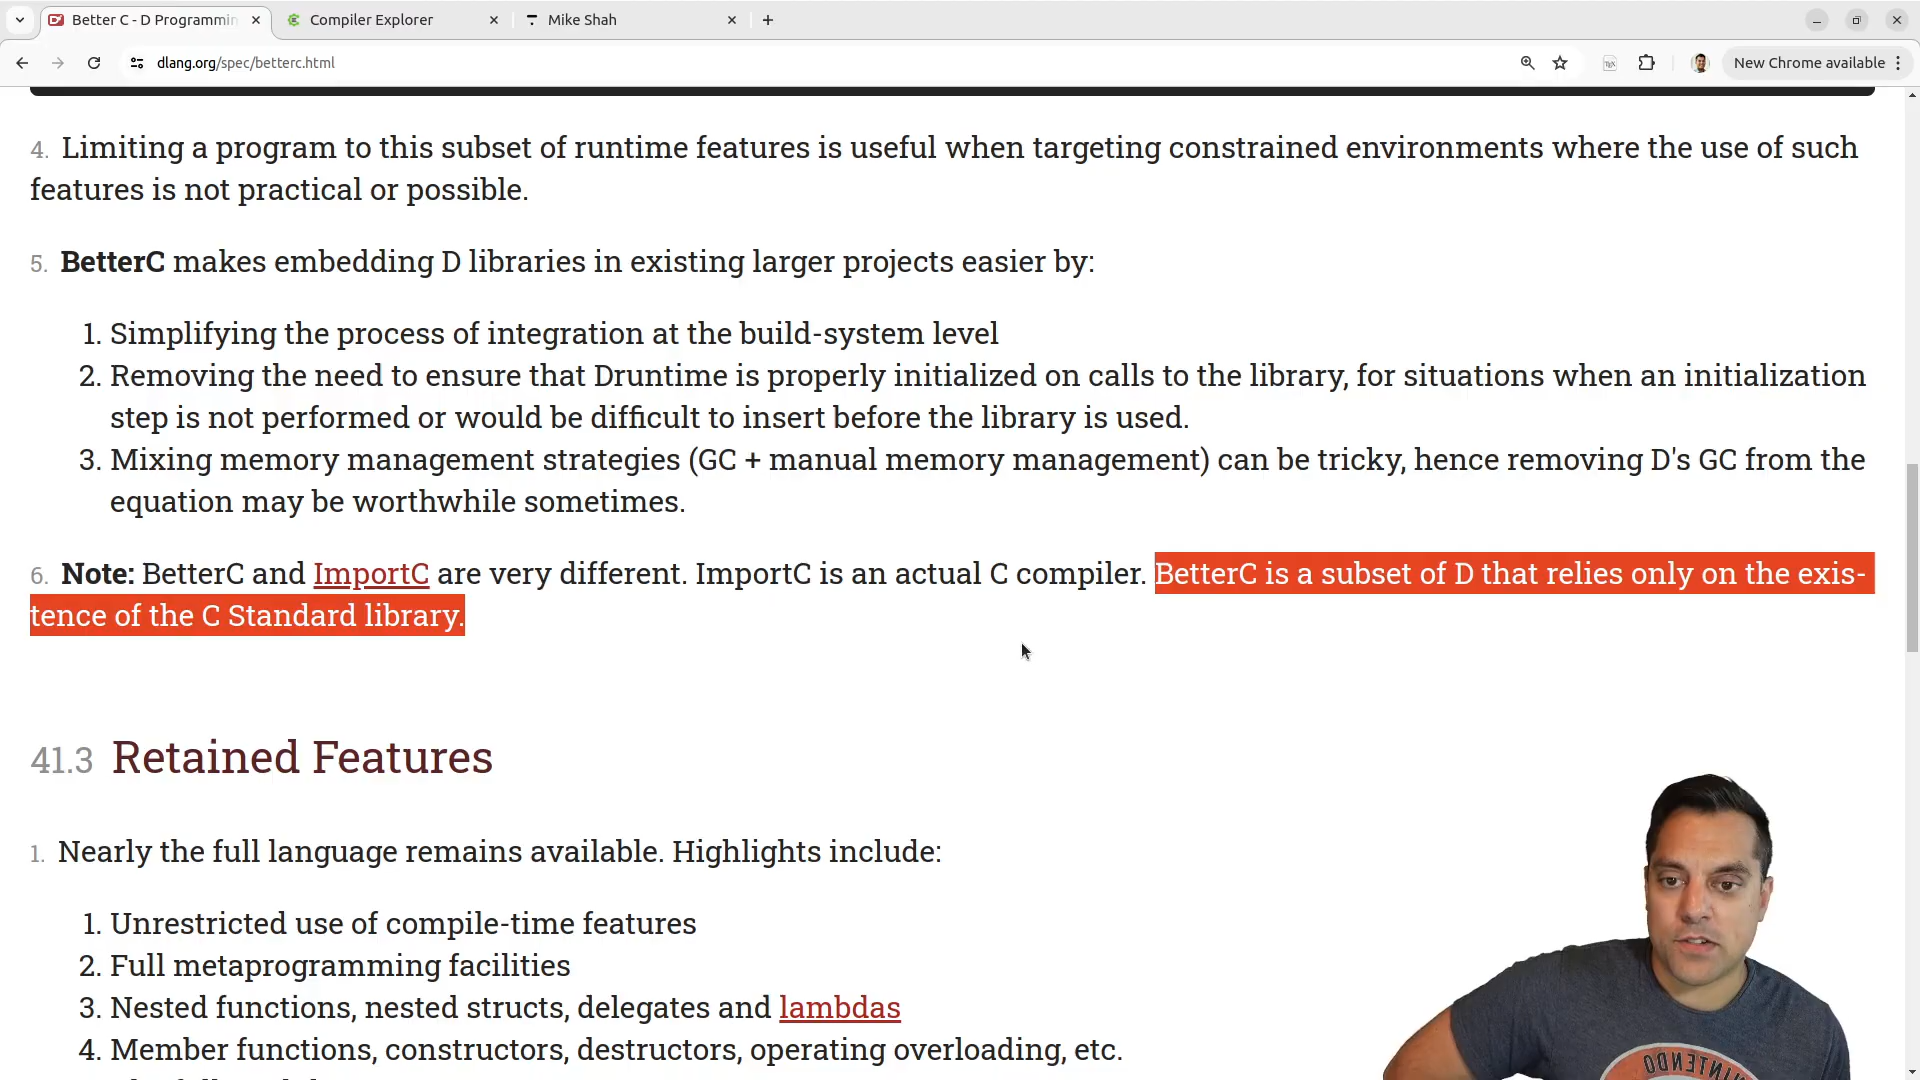 Better C - D Programmin
Compiler Explorer
Mike Shah
dlang.org/spec/betterc.html
New Chrome available
4. Limiting a program to this subset of runtime features is useful when targeting constrained environments where the use of such
features is not practical or possible.
5. BetterC makes embedding D libraries in existing larger projects easier by:
1. Simplifying the process of integration at the build-system level
2. Removing the need to ensure that Druntime is properly initialized on calls to the library, for situations when an initialization
step is not performed or would be difficult to insert before the library is used.
3. Mixing memory management strategies (GC + manual memory management) can be tricky, hence removing D's GC from the
equation may be worthwhile sometimes.
6. Note: BetterC and ImportC are very different. ImportC is an actual C compiler. BetterC is a subset of D that relies only on the exis-
tence of the C Standard library.
41.3 Retained Features
1. Nearly the full language remains available. Highlights include:
1. Unrestricted use of compile-time features
2. Full metaprogramming facilities
3. Nested functions, nested structs, delegates and lambdas
4. Member functions, constructors, destructors, operating overloading, etc.
NINTENDO